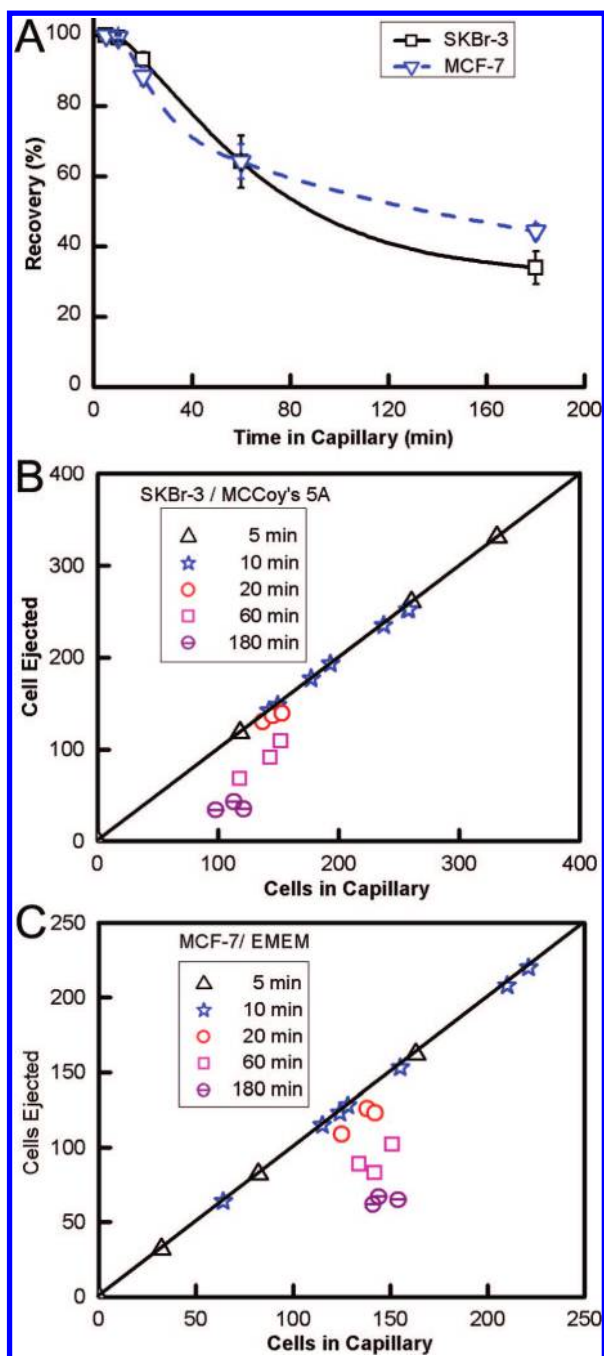 A
SKBr-3
MCF-7
Recovery (%)
100
80
60
40
20
0
0 40 80 120 160 200
Time in Capillary (min)
B
SKBr-3 / MCCoy's 5A
5 min
10 min
20 min
60 min
180 min
Cell Ejected
400
300
200
100
0
0 100 200 300 400
Cells in Capillary
C
MCF-7/ EMEM
5 min
10 min
20 min
60 min
180 min
Cells Ejected
250
200
150
100
50
0
0 50 100 150 200 250
Cells in Capillary